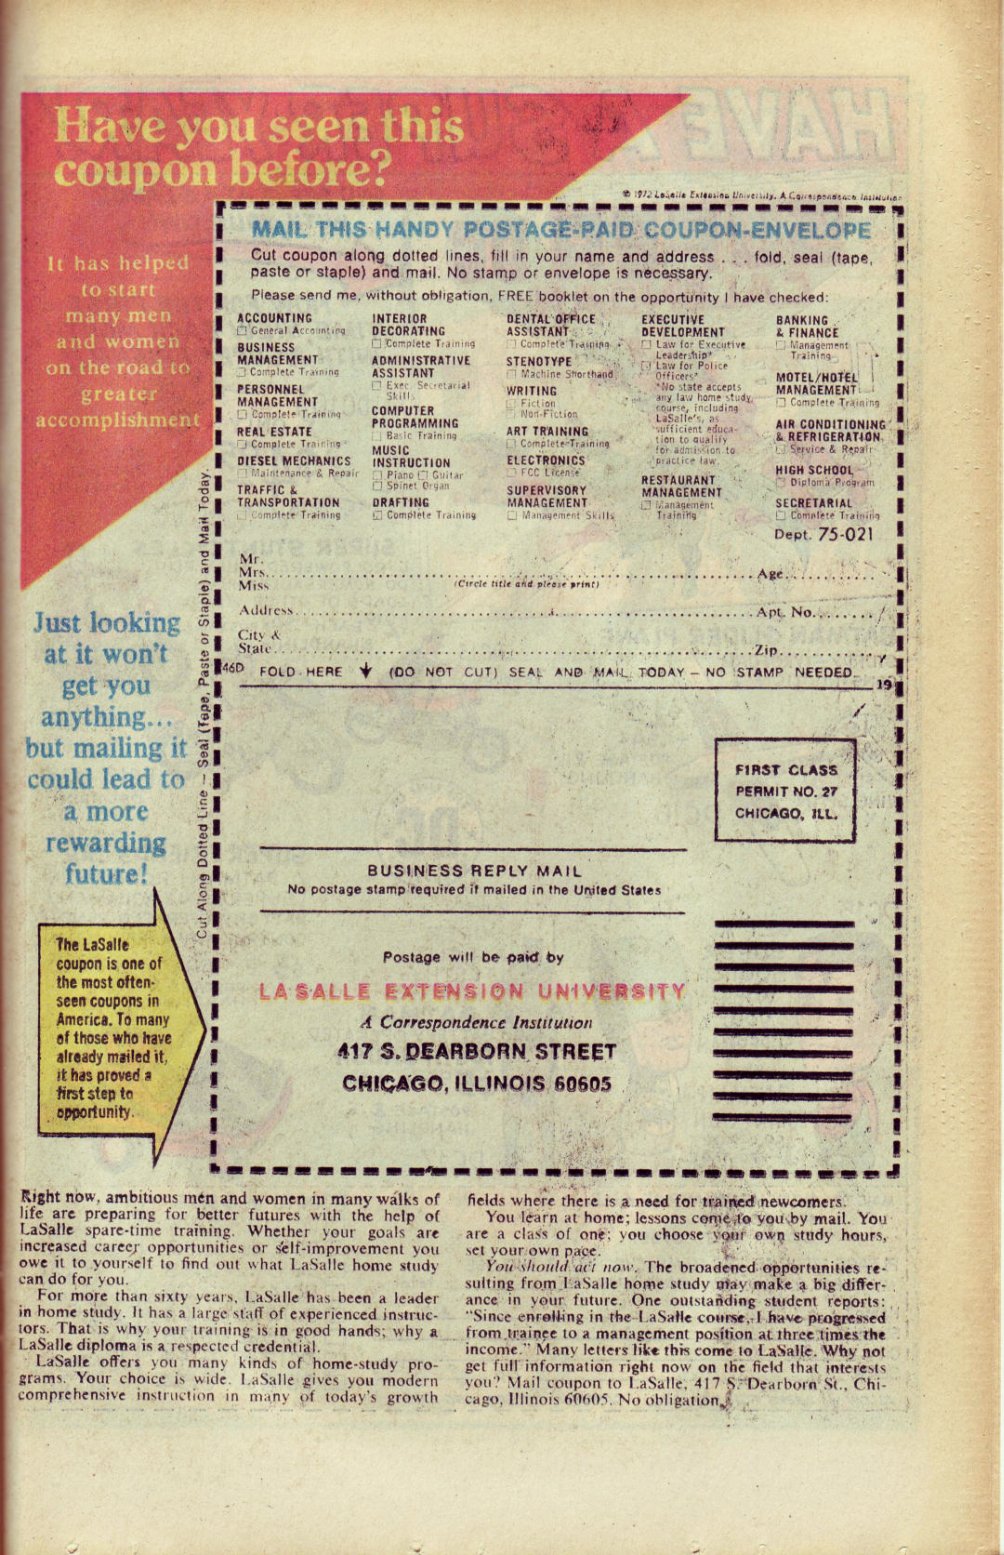 Have you seen this
coupon before?
© 1972 LaSalle Extension University, A Correspondence Institution
It has helped
to start
many men
and women
on the road to
greater
accomplishment
MAIL THIS HANDY POSTAGE-PAID COUPON-ENVELOPE
Cut coupon along dotted lines, fill in your name and address . . . fold, seal (tape,
paste or staple) and mail. No stamp or envelope is necessary.
Please send me, without obligation, FREE booklet on the opportunity I have checked:
ACCOUNTING
☐ General Accounting
BUSINESS
MANAGEMENT
☐ Complete Training
PERSONNEL
MANAGEMENT
☐ Complete Training
REAL ESTATE
☐ Complete Training
DIESEL MECHANICS
☐ Maintenance & Repair
TRAFFIC &
TRANSPORTATION
☐ Complete Training
INTERIOR
DECORATING
☐ Complete Training
ADMINISTRATIVE
ASSISTANT
☐ Exec. Secretarial
Skills
COMPUTER
PROGRAMMING
☐ Basic Training
MUSIC
INSTRUCTION
☐ Piano ☐ Guitar
☐ Spinet Organ
DRAFTING
☐ Complete Training
DENTAL OFFICE
ASSISTANT
☐ Complete Training
STENOTYPE
☐ Machine Shorthand
WRITING
☐ Fiction
☐ Non-Fiction
ART TRAINING
☐ Complete Training
ELECTRONICS
☐ FCC License
SUPERVISORY
MANAGEMENT
☐ Management Skills
EXECUTIVE
DEVELOPMENT
☐ Law for Executive
Leadership*
☐ Law for Police
Officers*
*No state accepts
any law home study
course, including
LaSalle's, as
sufficient educa-
tion to qualify
for admission to
practice law.
RESTAURANT
MANAGEMENT
☐ Management
Training
BANKING
& FINANCE
☐ Management
Training
MOTEL/HOTEL
MANAGEMENT
☐ Complete Training
AIR CONDITIONING
& REFRIGERATION
☐ Service & Repair
HIGH SCHOOL
☐ Diploma Program
SECRETARIAL
☐ Complete Training
Dept. 75-021
Mr.
Mrs. Age
Miss (Circle title and please print)
Address Apt. No.
City &
State Zip
46D FOLD HERE (DO NOT CUT) SEAL AND MAIL TODAY – NO STAMP NEEDED
19
Cut Along Dotted Line – Seal (Tape, Paste or Staple) and Mail Today.
Just looking
at it won't
get you
anything...
but mailing it
could lead to
a more
rewarding
future!
FIRST CLASS
PERMIT NO. 27
CHICAGO, ILL.
BUSINESS REPLY MAIL
No postage stamp required if mailed in the United States
Postage will be paid by
LA SALLE EXTENSION UNIVERSITY
A Correspondence Institution
417 S. DEARBORN STREET
CHICAGO, ILLINOIS 60605
The LaSalle
coupon is one of
the most often-
seen coupons in
America. To many
of those who have
already mailed it,
it has proved a
first step to
opportunity.
Right now, ambitious men and women in many walks of
life are preparing for better futures with the help of
LaSalle spare-time training. Whether your goals are
increased career opportunities or self-improvement you
owe it to yourself to find out what LaSalle home study
can do for you.
For more than sixty years, LaSalle has been a leader
in home study. It has a large staff of experienced instruc-
tors. That is why your training is in good hands; why a
LaSalle diploma is a respected credential.
LaSalle offers you many kinds of home-study pro-
grams. Your choice is wide. LaSalle gives you modern
comprehensive instruction in many of today's growth
fields where there is a need for trained newcomers.
You learn at home; lessons come to you by mail. You
are a class of one; you choose your own study hours,
set your own pace.
You should act now. The broadened opportunities re-
sulting from LaSalle home study may make a big differ-
ance in your future. One outstanding student reports:
"Since enrolling in the LaSalle course, I have progressed
from trainee to a management position at three times the
income." Many letters like this come to LaSalle. Why not
get full information right now on the field that interests
you? Mail coupon to LaSalle, 417 S. Dearborn St., Chi-
cago, Illinois 60605. No obligation.